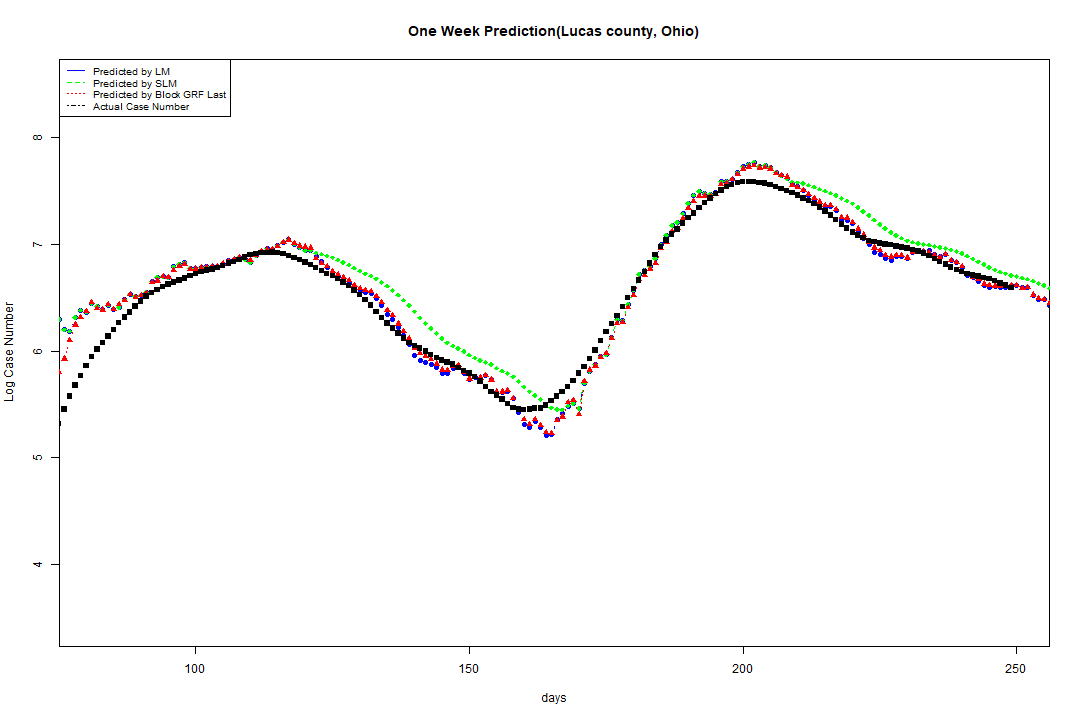 One Week Prediction(Lucas county, Ohio)
Predicted by LM
Predicted by SLM
Predicted by Block GRF Last
Actual Case Number
8
7
6
5
4
Log Case Number
100
150
200
250
days